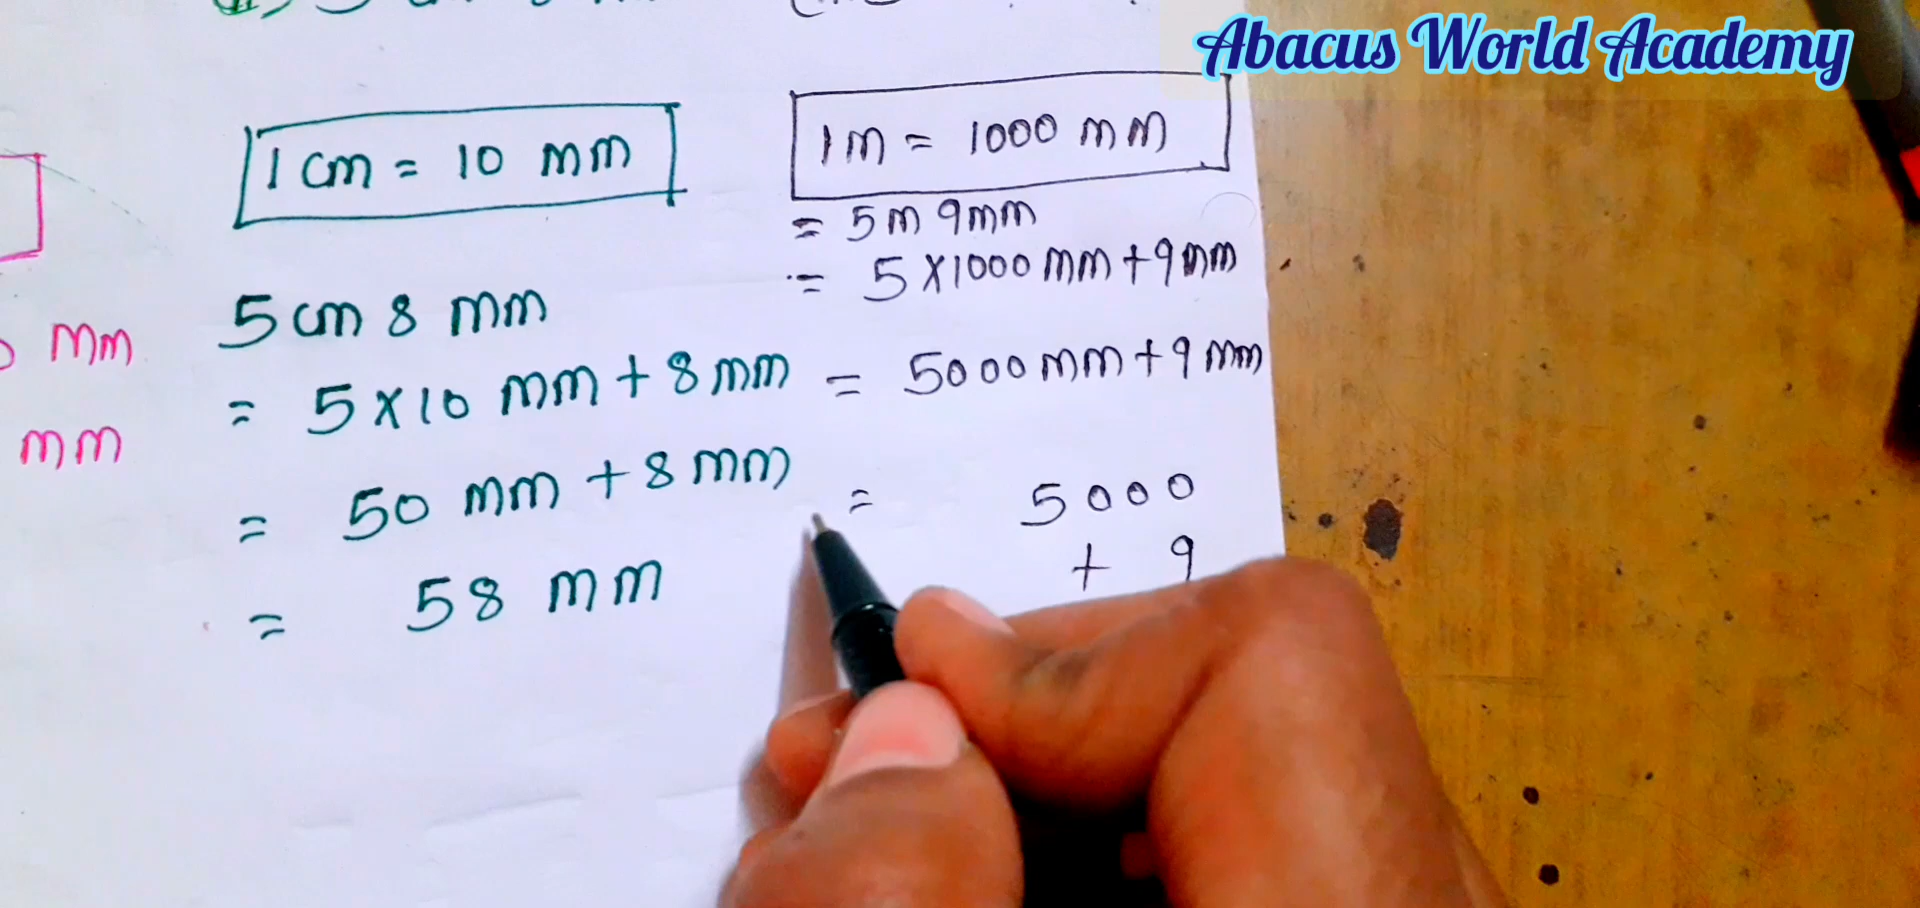 Abacus World Academy
1 cm = 10 mm
5 cm 8 mm
= 5 × 10 mm + 8 mm
= 50 mm + 8 mm
= 58 mm
1 m = 1000 mm
= 5 m 9 mm
= 5 × 1000 mm + 9 mm
= 5000 mm + 9 mm
= 5000
+ 9
mm
mm